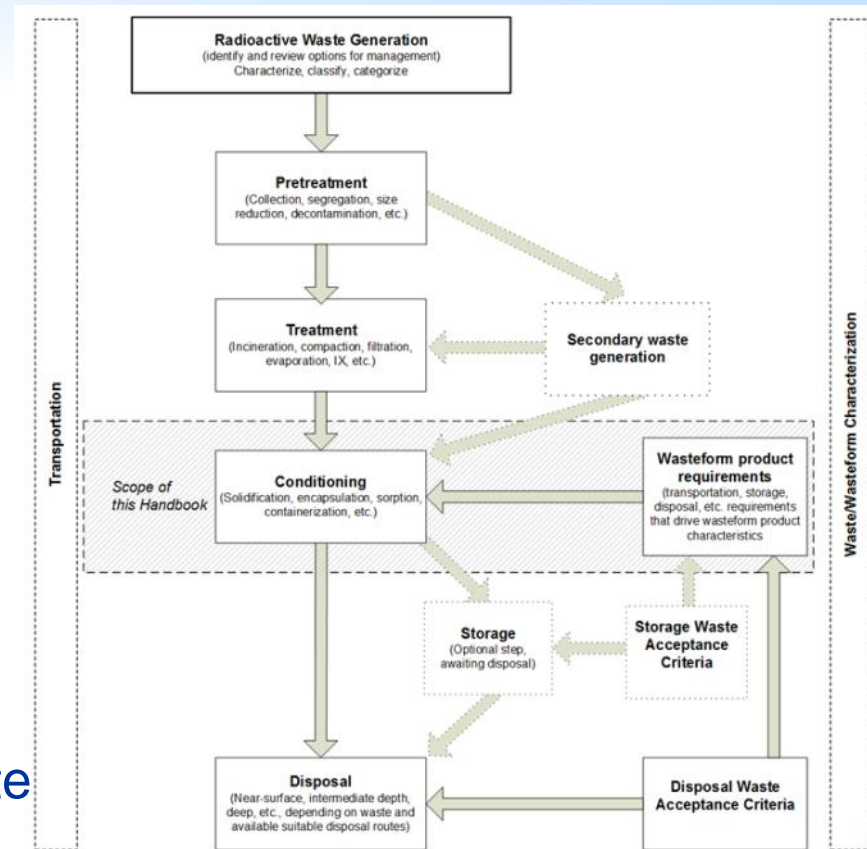 Radioactive Waste Generation
(identify and review options for management)
Characterize, classify, categorize
Pretreatment
(Collection, segregation, size
reduction, decontamination, etc.)
Treatment
(Incineration, compaction, filtration,
evaporation, IX, etc.)
Secondary waste
generation
Transportation
Waste/Wasteform Characterization
Scope of
this Handbook
Conditioning
(Solidification, encapsulation, sorption,
containerization, etc.)
Wasteform product
requirements
(transportation, storage,
disposal, etc. requirements
that drive wasteform product
characteristics
Storage
(Optional step,
awaiting disposal)
Storage Waste
Acceptance
Criteria
Disposal
(Near-surface, intermediate depth,
deep, etc., depending on waste and
available suitable disposal routes)
Disposal Waste
Acceptance Criteria
te